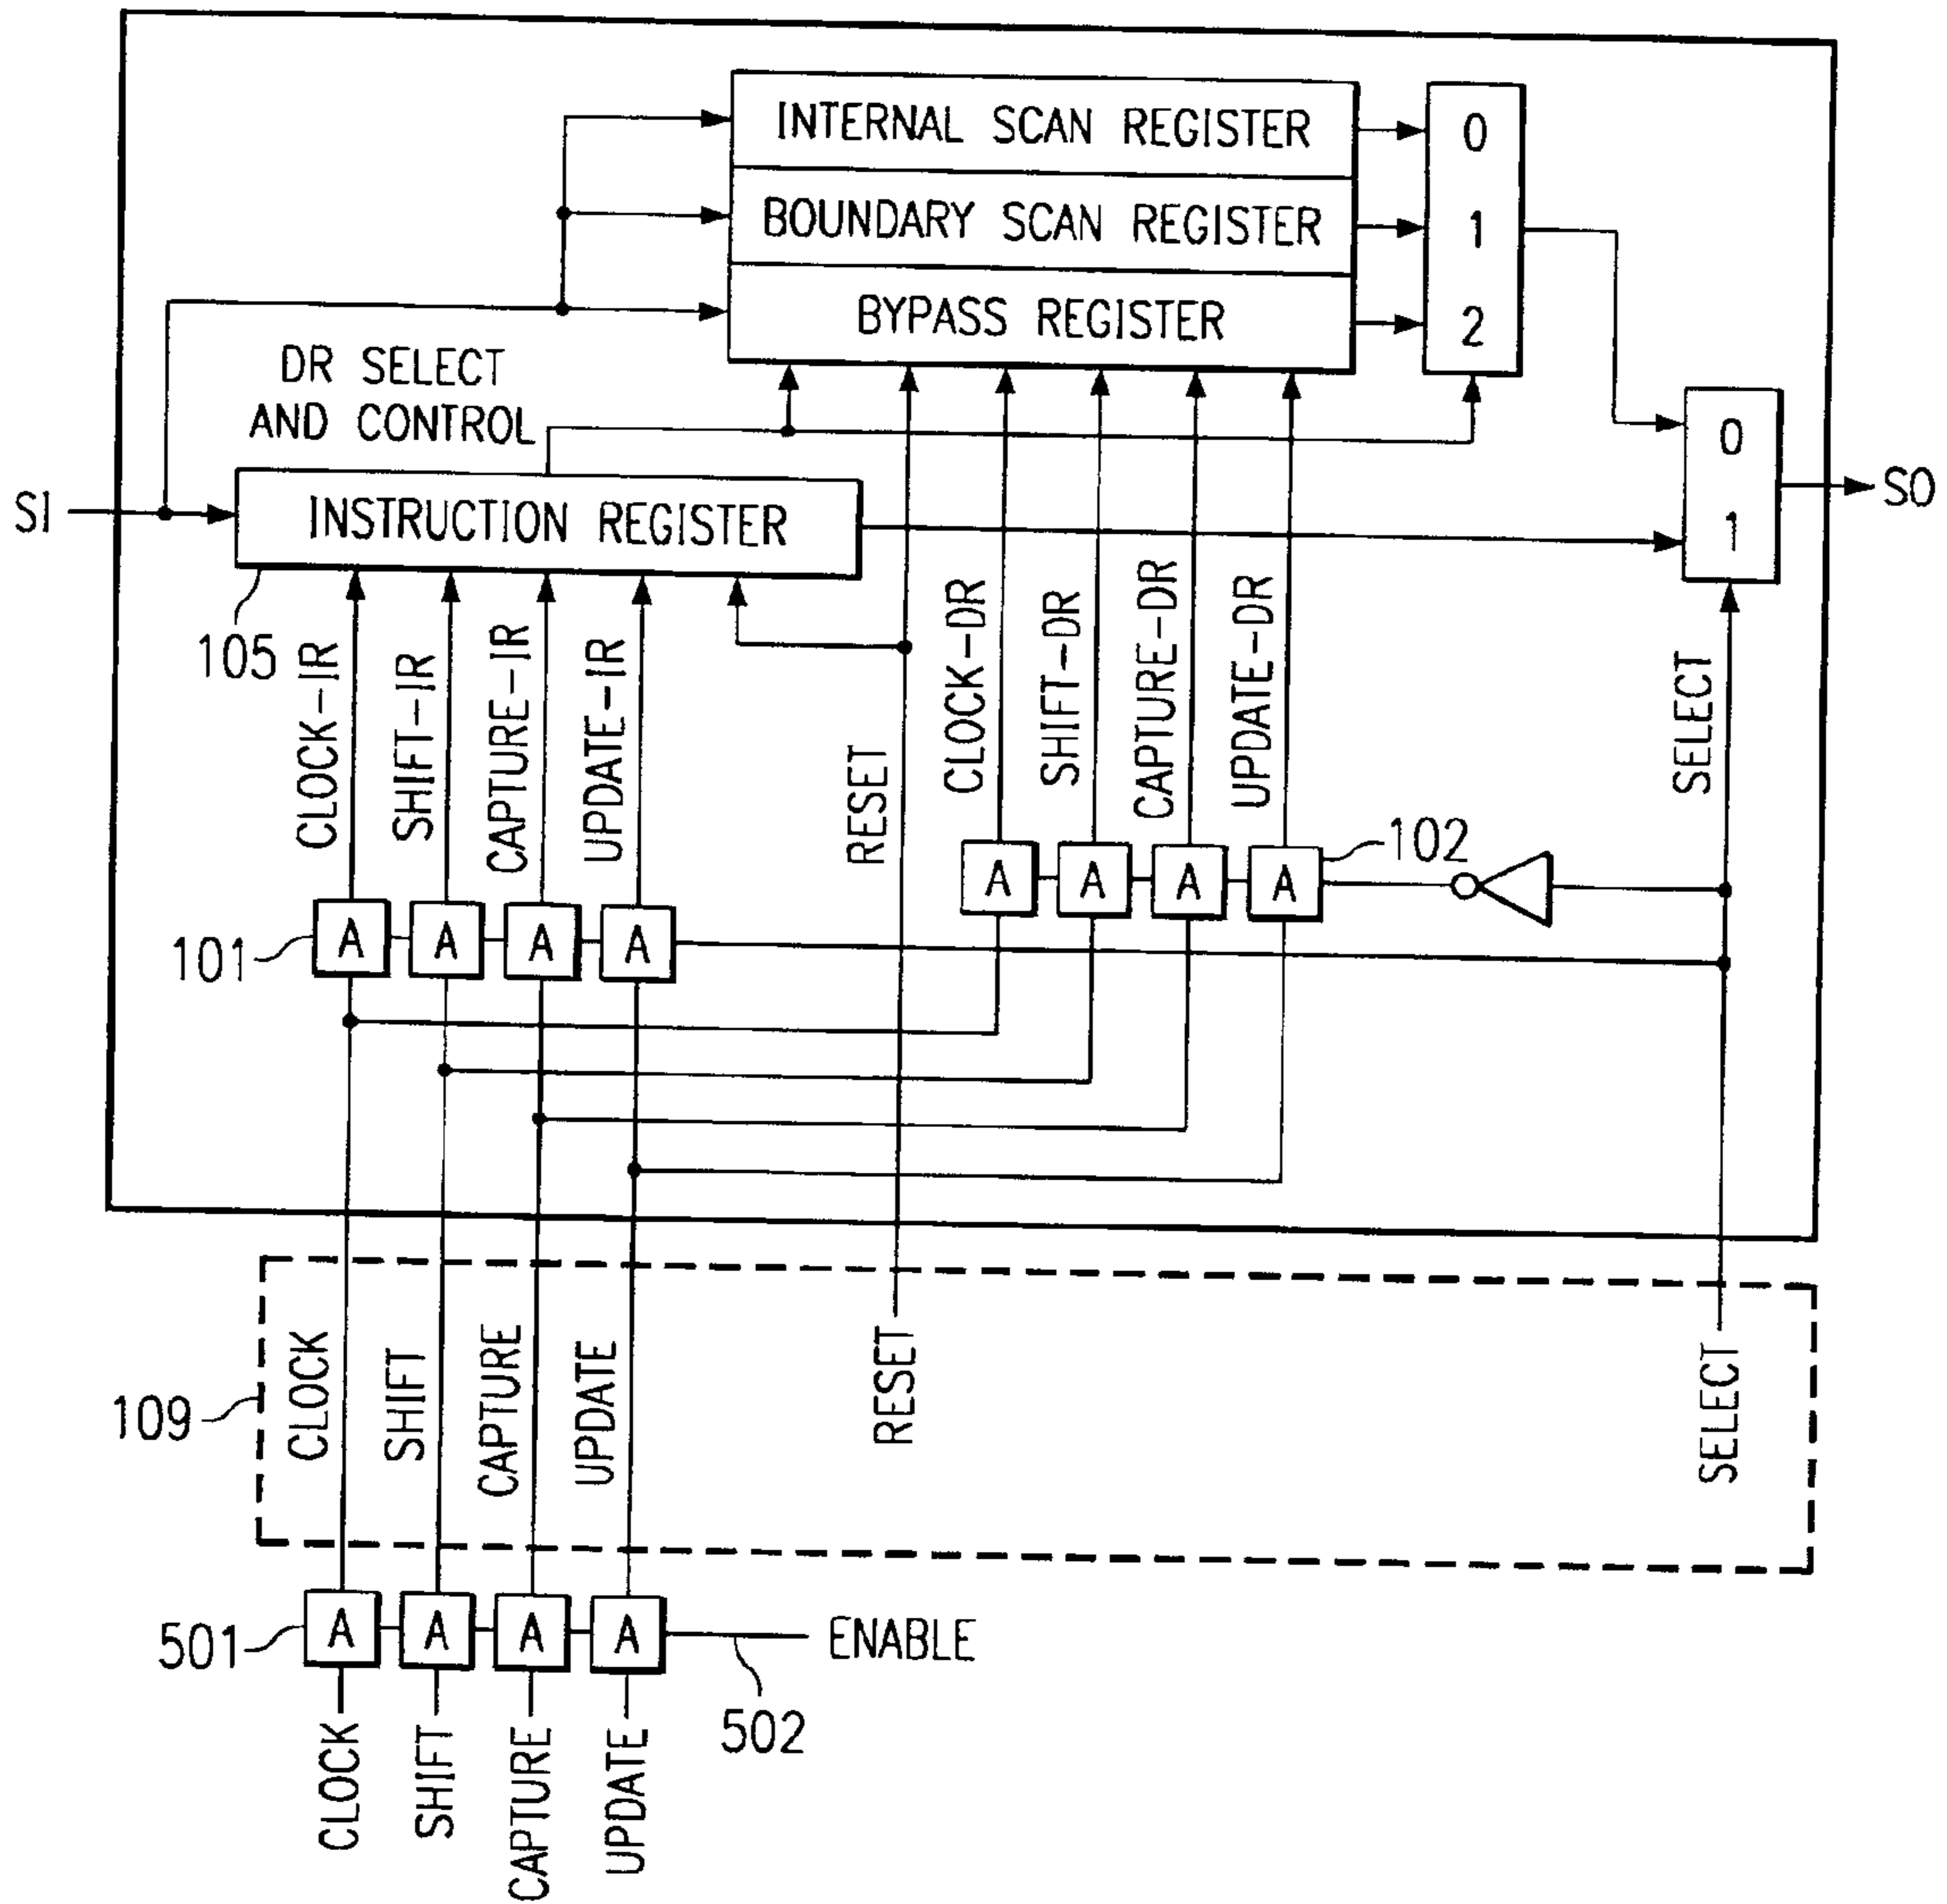 INTERNAL SCAN REGISTER
0
BOUNDARY SCAN REGISTER
1
BYPASS REGISTER
2
DR SELECT
AND CONTROL
0
SI
INSTRUCTION REGISTER
1
SO
105
CLOCK-IR
SHIFT-IR
CAPTURE-IR
UPDATE-IR
RESET
CLOCK-DR
SHIFT-DR
CAPTURE-DR
UPDATE-DR
SELECT
102
A
A
A
A
101
A
A
A
A
109
CLOCK
SHIFT
CAPTURE
UPDATE
RESET
SELECT
501
A
A
A
A
ENABLE
502
CLOCK
SHIFT
CAPTURE
UPDATE